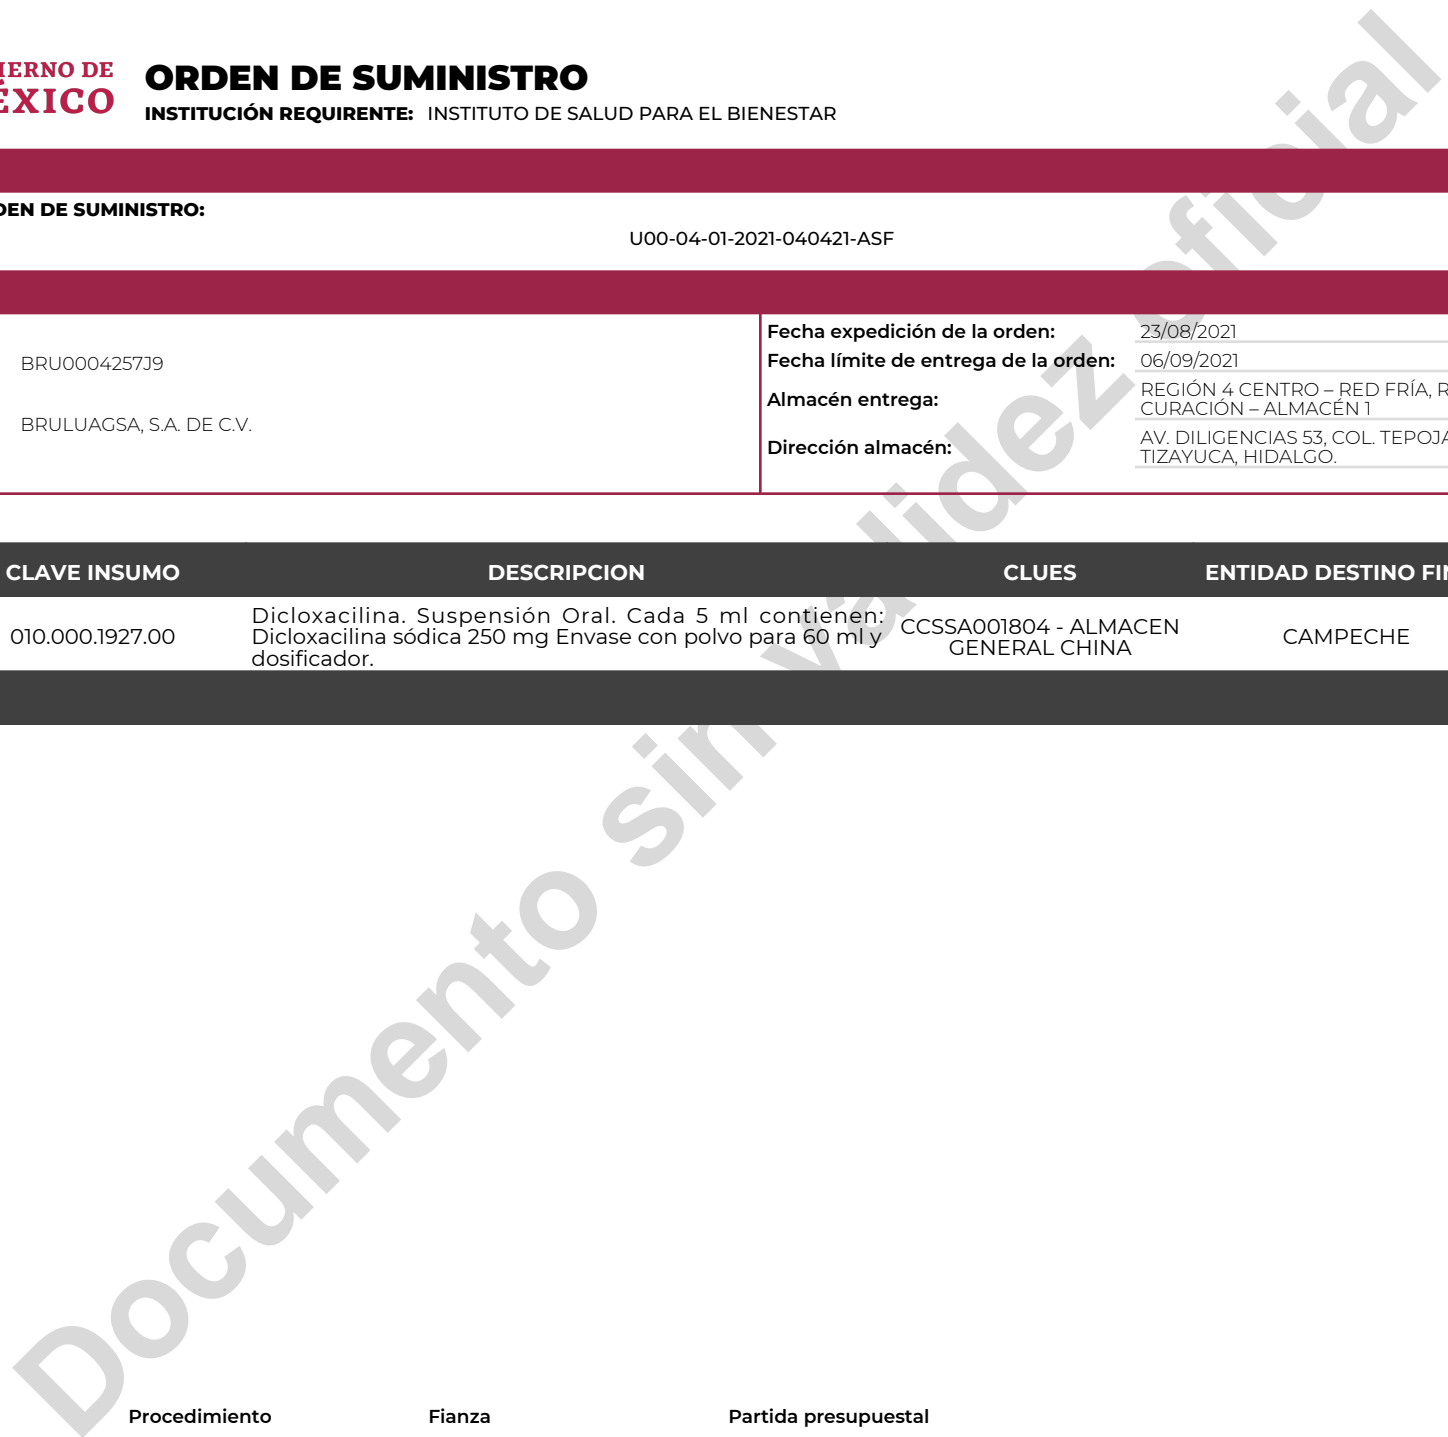 IERNO DE
ÉXICO
ORDEN DE SUMINISTRO
INSTITUCIÓN REQUIRENTE: INSTITUTO DE SALUD PARA EL BIENESTAR
DEN DE SUMINISTRO:
U00-04-01-2021-040421-ASF
BRU0004257J9
BRULUAGSA, S.A. DE C.V.
Fecha expedición de la orden: 23/08/2021
Fecha límite de entrega de la orden: 06/09/2021
Almacén entrega: REGIÓN 4 CENTRO – RED FRÍA, R
CURACIÓN – ALMACÉN 1
Dirección almacén: AV. DILIGENCIAS 53, COL. TEPOJA
TIZAYUCA, HIDALGO.
CLAVE INSUMO DESCRIPCION CLUES ENTIDAD DESTINO FIN
010.000.1927.00
Dicloxacilina. Suspensión Oral. Cada 5 ml contienen:
Dicloxacilina sódica 250 mg Envase con polvo para 60 ml y
dosificador.
CCSSA001804 - ALMACEN
GENERAL CHINA
CAMPECHE
Documento sin validez oficial
Procedimiento Fianza Partida presupuestal